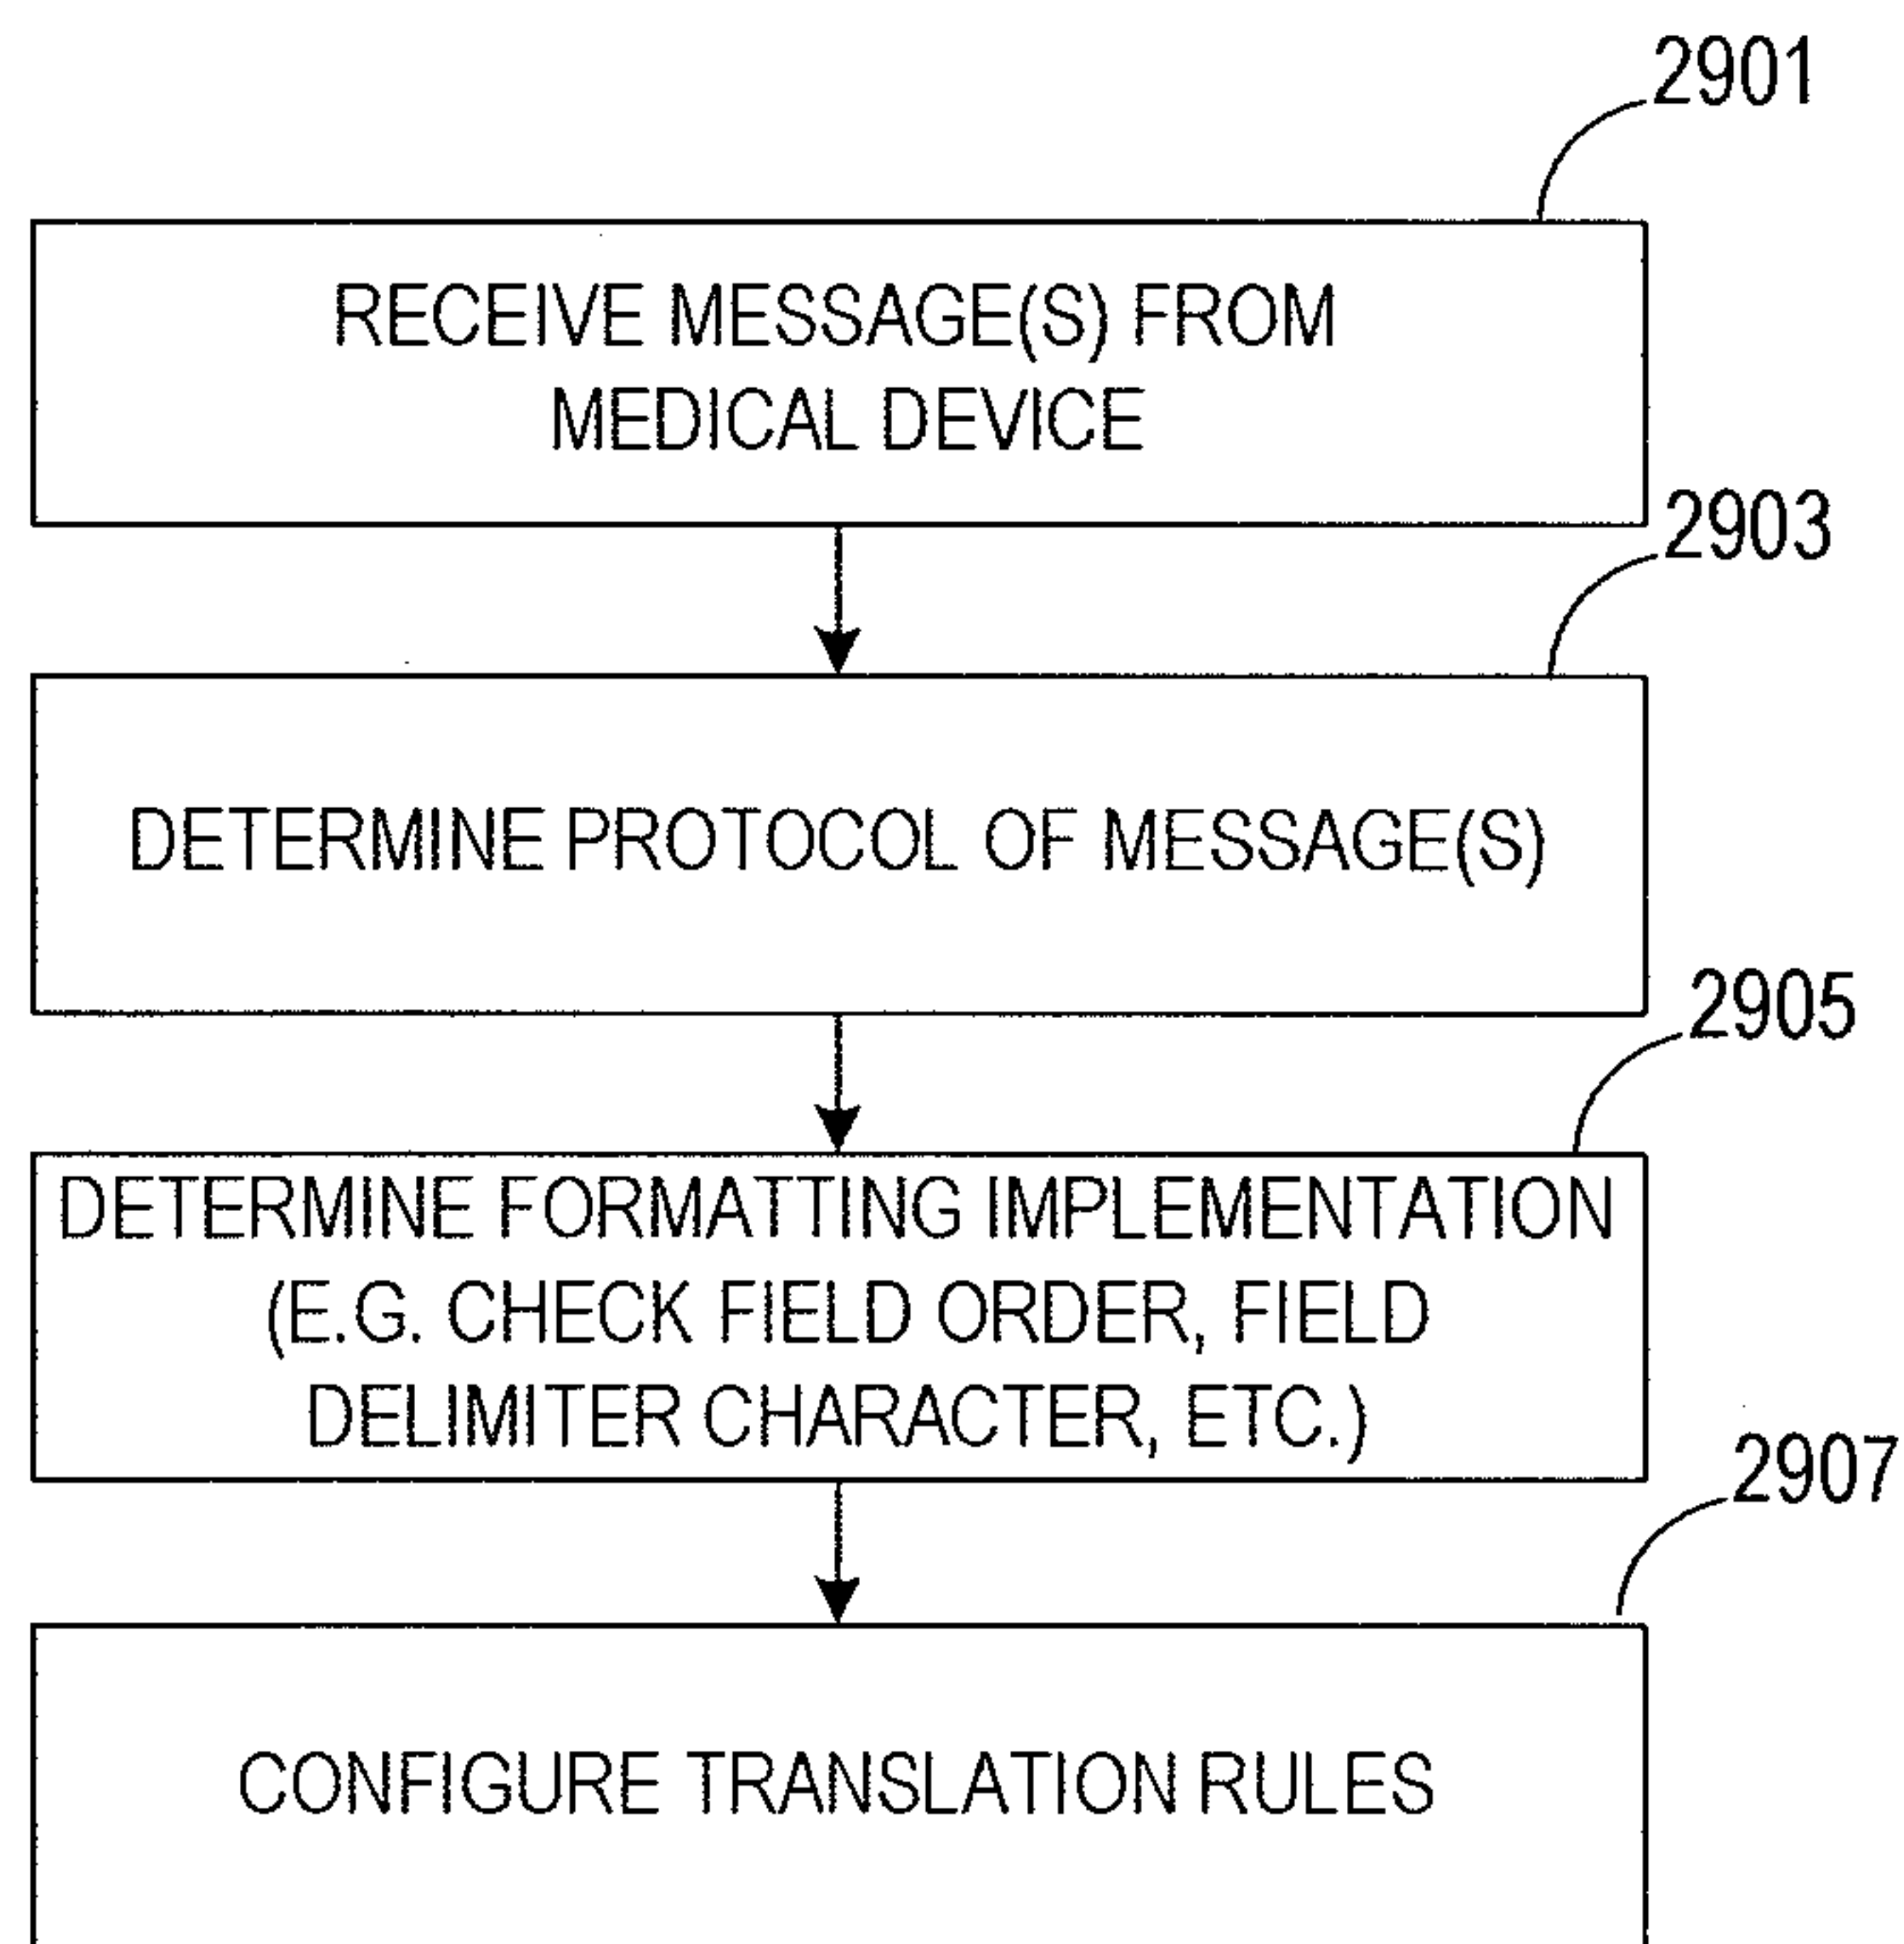 2901
RECEIVE MESSAGE(S) FROM
MEDICAL DEVICE
2903
DETERMINE PROTOCOL OF MESSAGE(S)
2905
DETERMINE FORMATTING IMPLEMENTATION
(E.G. CHECK FIELD ORDER, FIELD
DELIMITER CHARACTER, ETC.)
2907
CONFIGURE TRANSLATION RULES